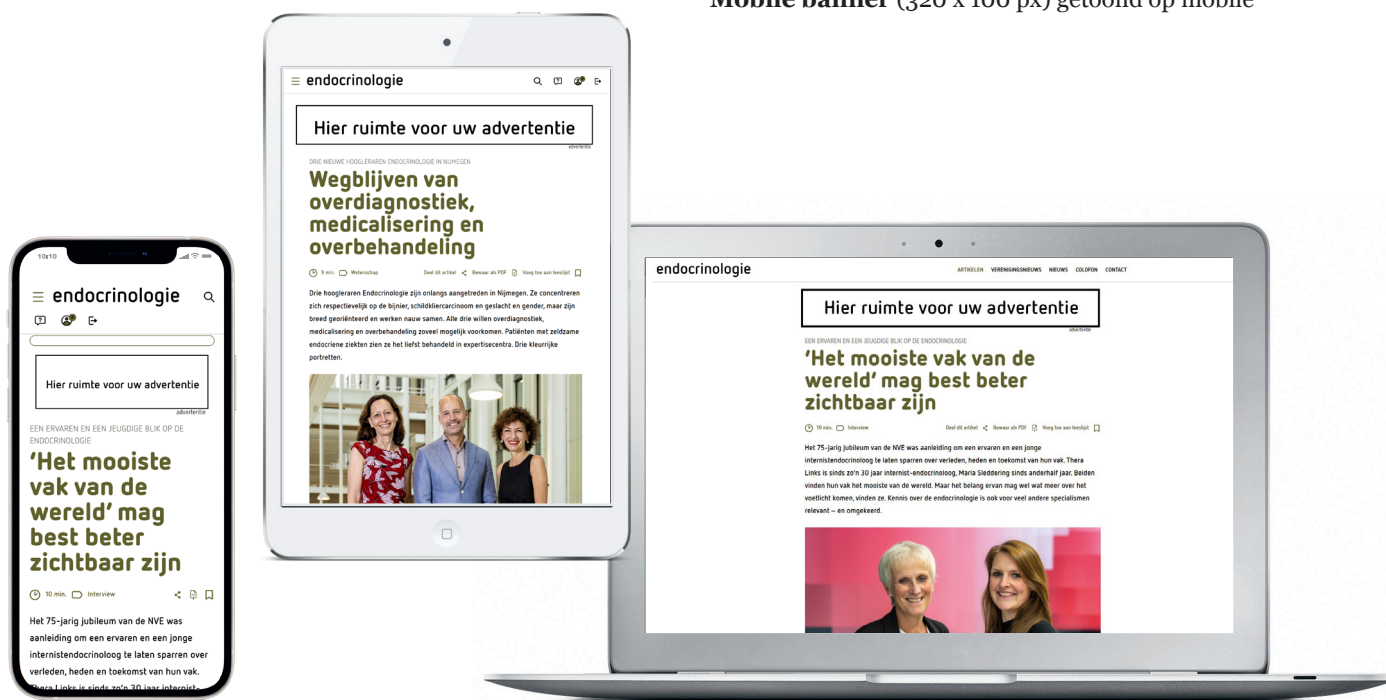 Mobile banner (320 x 100 px) getoond op mobile
endocrinologie
Hier ruimte voor uw advertentie
advertentie
DRIE NIEUWE HOOGLERAREN ENDOCRINOLOGIE IN NIJMEGEN
Wegblijven van
overdiagnostiek,
medicalisering en
overbehandeling
9 min. Wetenschap Deel dit artikel Bewaar als PDF Voeg toe aan leeslijst
Drie hoogleraren Endocrinologie zijn onlangs aangetreden in Nijmegen. Ze concentreren
zich respectievelijk op de bijnier, schildkliercarcinoom en geslacht en gender, maar zijn
breed georiënteerd en werken nauw samen. Alle drie willen overdiagnostiek,
medicalisering en overbehandeling zoveel mogelijk voorkomen. Patiënten met zeldzame
endocriene ziekten zien ze het liefst behandeld in expertisecentra. Drie kleurrijke
portretten.
10:10
endocrinologie
Hier ruimte voor uw advertentie
advertentie
EEN ERVAREN EN EEN JEUGDIGE BLIK OP DE
ENDOCRINOLOGIE
‘Het mooiste
vak van de
wereld’ mag
best beter
zichtbaar zijn
10 min. Interview
Het 75-jarig jubileum van de NVE was
aanleiding om een ervaren en een jonge
internistendocrinoloog te laten sparren over
verleden, heden en toekomst van hun vak.
Thera Links is sinds zo’n 30 jaar internist-
endocrinologie
ARTIKELEN VERENIGINGSNIEUWS NIEUWS COLOFON CONTACT
Hier ruimte voor uw advertentie
advertentie
EEN ERVAREN EN EEN JEUGDIGE BLIK OP DE ENDOCRINOLOGIE
‘Het mooiste vak van de
wereld’ mag best beter
zichtbaar zijn
10 min. Interview Deel dit artikel Bewaar als PDF Voeg toe aan leeslijst
Het 75-jarig jubileum van de NVE was aanleiding om een ervaren en een jonge
internistendocrinoloog te laten sparren over verleden, heden en toekomst van hun vak. Thera
Links is sinds zo’n 30 jaar internist-endocrinoloog, Maria Sleddering sinds anderhalf jaar. Beiden
vinden hun vak het mooiste van de wereld. Maar het belang ervan mag wel wat meer over het
voetlicht komen, vinden ze. Kennis over de endocrinologie is ook voor veel andere specialismen
relevant – en omgekeerd.